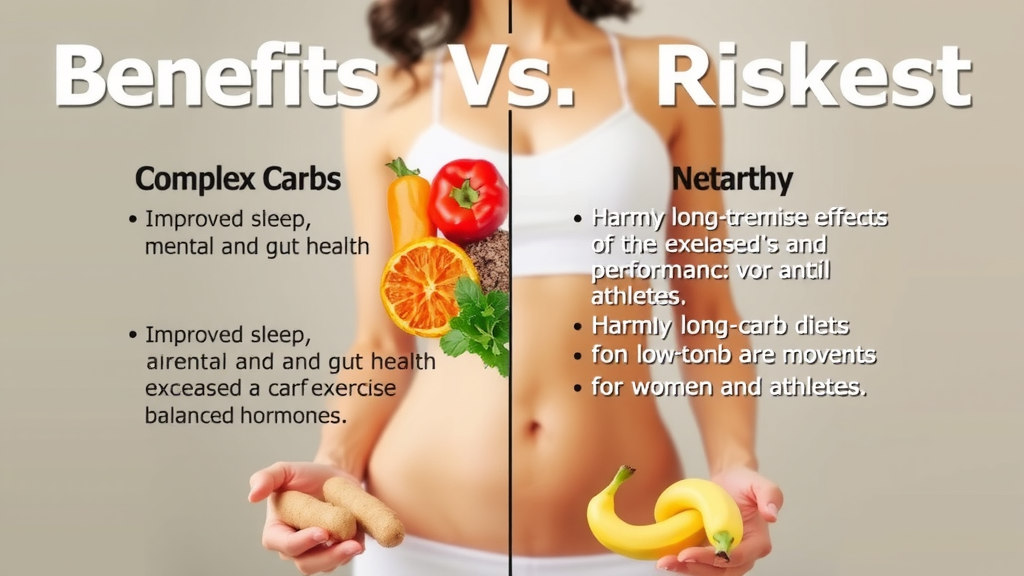 Benefits Vs. Riskest
Complex Carbs
• Improved sleep,
mental and gut health
• Improved sleep,
airental and and gut health
exceased a carf exercise
balanced hormones.
Netarthy
• Harmly long-tremise effects
of the exelased's and
performanc: vor antil
athletes.
• Harmly long-carb diets
• fon low-tonb are movents
• for women and athletes.